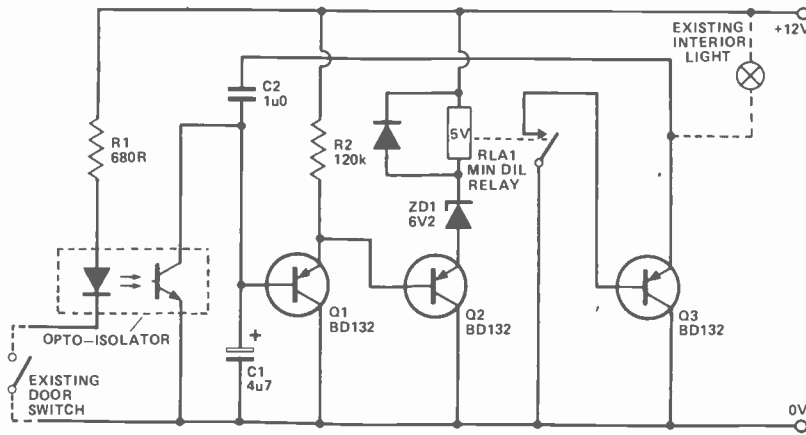 EXISTING
INTERIOR
LIGHT
+12V
C2
1u0
R1
680R
R2
120k
5V
RLA1
MIN DIL
RELAY
ZD1
6V2
OPTO-ISOLATOR
+
C1
4u7
Q1
BD132
Q2
BD132
Q3
BD132
EXISTING
DOOR
SWITCH
0V